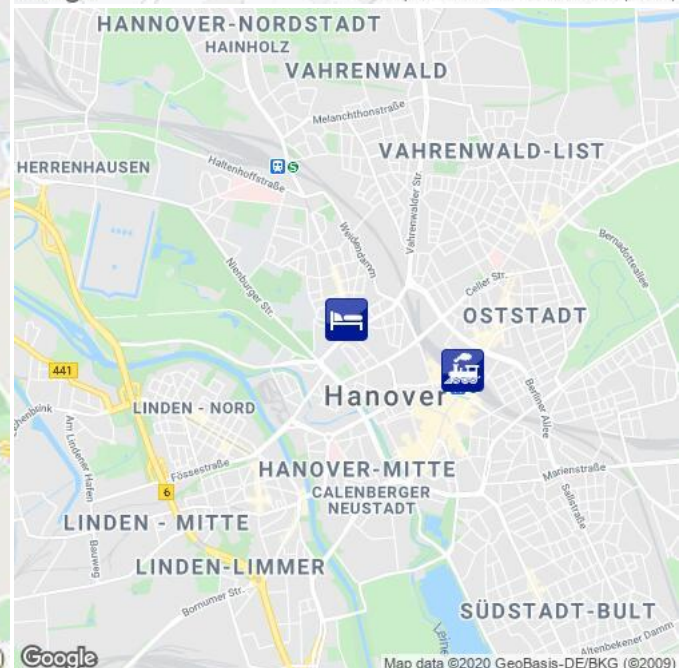 HANNOVER-NORDSTADT
HAINHOLZ
VAHRENWALD
Melanchthonstraße
VAHRENWALD-LIST
HERRENHAUSEN
Haltenhoffstraße
S
Vahrenwalder Str
Weidendamm
Bernadotteallee
Nienburger Str.
Celler Str.
OSTSTADT
441
Hanover
LINDEN - NORD
Berliner Allee
Am Lindener Hafen
Fössestraße
HANOVER-MITTE
Marienstraße
6
CALENBERGER
NEUSTADT
Sallstraße
LINDEN - MITTE
Bauweg
LINDEN-LIMMER
Bornumer Str.
SÜDSTADT-BULT
Leine
Altenbekener Damm
Google
Map data ©2020 GeoBasis-DE/BKG (©2009)